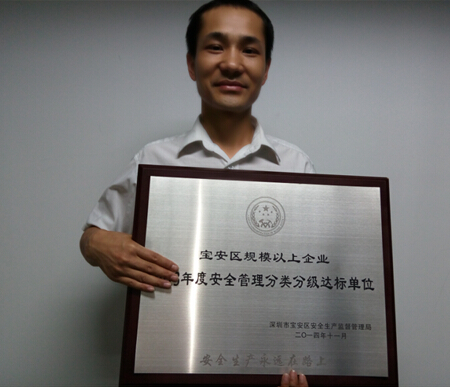 宝安区规模以上企业
年度安全管理分类分级达标单位
深圳市宝安区安全生产监督管理局
二〇一四年十一月
安全生产永远在路上